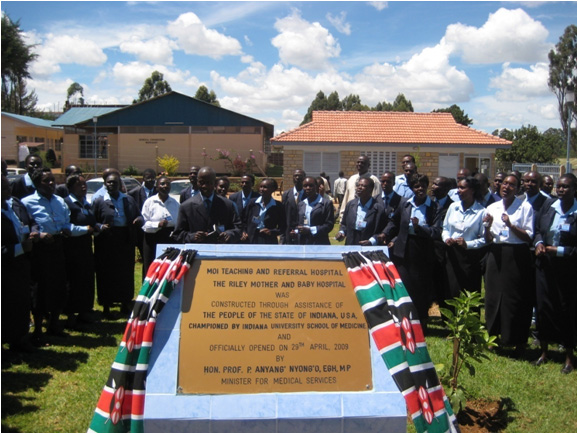 MOI TEACHING AND REFERRAL HOSPITAL
THE RILEY MOTHER AND BABY HOSPITAL
WAS
CONSTRUCTED THROUGH ASSISTANCE OF
THE PEOPLE OF THE STATE OF INDIANA, U.S.A,
CHAMPIONED BY INDIANA UNIVERSITY SCHOOL OF MEDICINE
AND
OFFICIALLY OPENED ON 29TH APRIL, 2009
BY
HON. PROF. P. ANYANG' NYONG'O, EGH, M.P
MINISTER FOR MEDICAL SERVICES